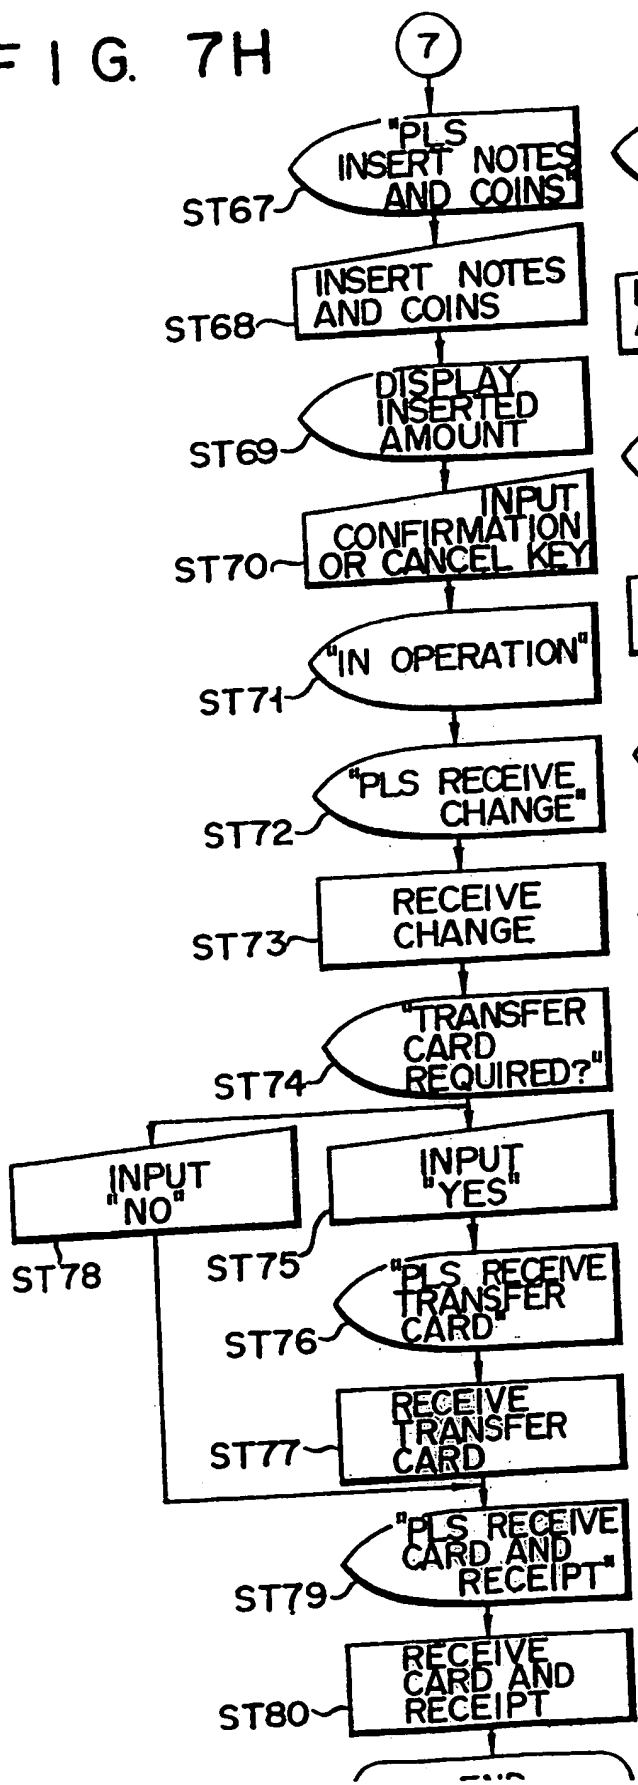 FIG. 7H
7
"PLS
INSERT NOTES
AND COINS"
ST67
INSERT NOTES
AND COINS
ST68
DISPLAY
INSERTED
AMOUNT
ST69
INPUT
CONFIRMATION
OR CANCEL KEY
ST70
"IN OPERATION"
ST71
"PLS RECEIVE
CHANGE"
ST72
RECEIVE
CHANGE
ST73
"TRANSFER
CARD
REQUIRED?"
ST74
INPUT
"NO"
ST78
INPUT
"YES"
ST75
"PLS RECEIVE
TRANSFER
CARD"
ST76
RECEIVE
TRANSFER
CARD
ST77
"PLS RECEIVE
CARD AND
RECEIPT"
ST79
RECEIVE
CARD AND
RECEIPT
ST80
END